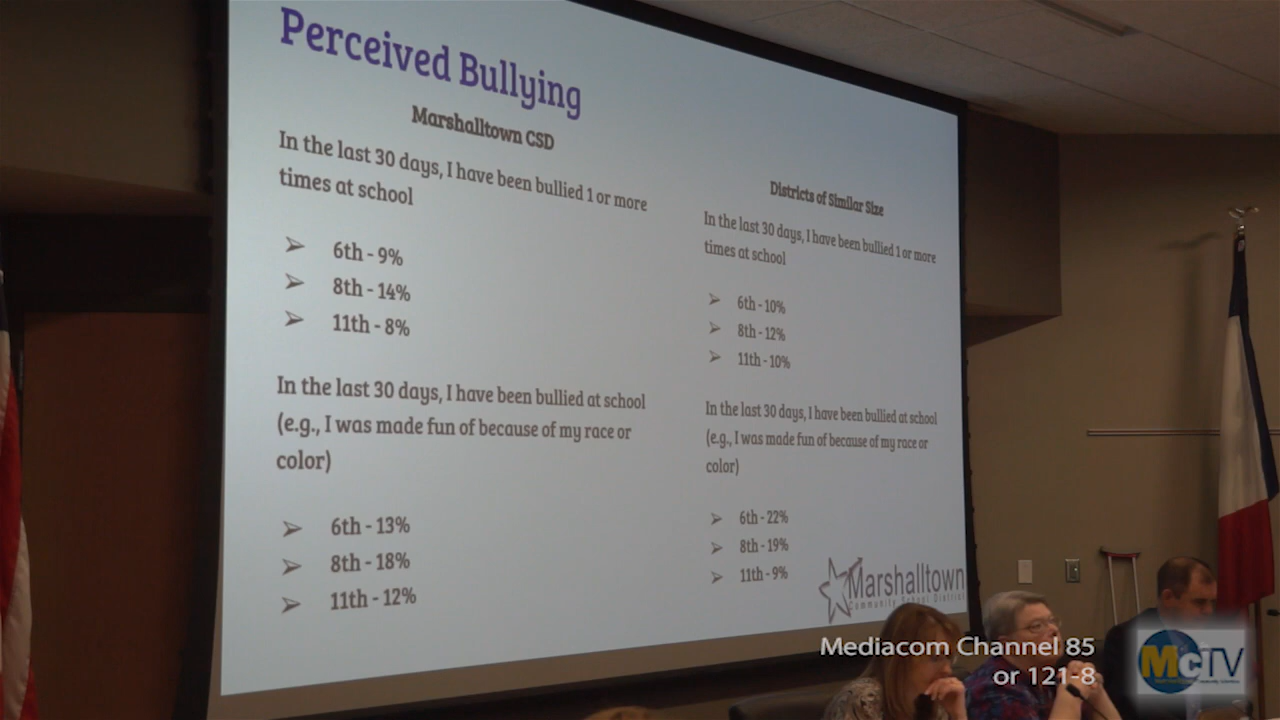 Perceived Bullying
Marshalltown CSD
In the last 30 days, I have been bullied 1 or more
times at school
➢ 6th - 9%
➢ 8th - 14%
➢ 11th - 8%
In the last 30 days, I have been bullied at school
(e.g., I was made fun of because of my race or
color)
➢ 6th - 13%
➢ 8th - 18%
➢ 11th - 12%
Districts of Similar Size
In the last 30 days, I have been bullied 1 or more
times at school
➢ 6th - 10%
➢ 8th - 12%
➢ 11th - 10%
In the last 30 days, I have been bullied at school
(e.g., I was made fun of because of my race or
color)
➢ 6th - 22%
➢ 8th - 19%
➢ 11th - 9%
Marshalltown
Community School District
Mediacom Channel 85
or 121-8
McTV